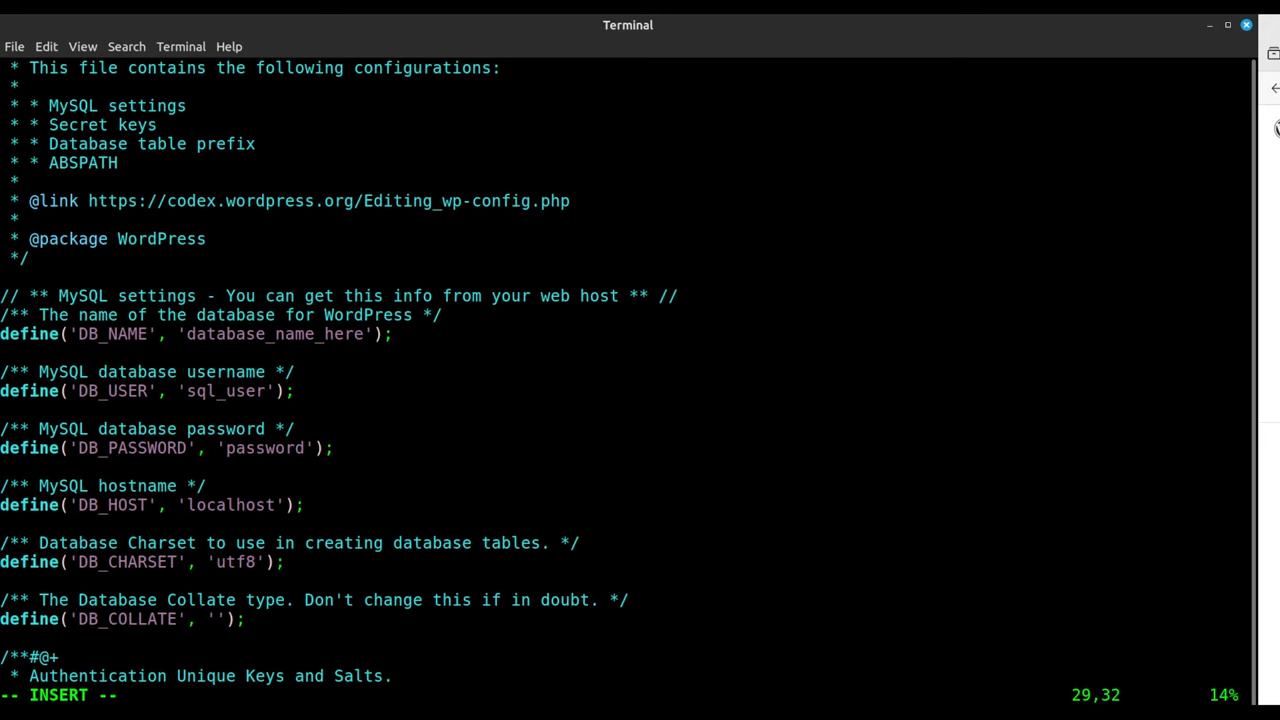 Terminal
File Edit View Search Terminal Help
* This file contains the following configurations:
*
* * MySQL settings
* * Secret keys
* * Database table prefix
* * ABSPATH
*
* @link https://codex.wordpress.org/Editing_wp-config.php
*
* @package WordPress
*/
// ** MySQL settings - You can get this info from your web host ** //
/** The name of the database for WordPress */
define('DB_NAME', 'database_name_here');
/** MySQL database username */
define('DB_USER', 'sql_user');
/** MySQL database password */
define('DB_PASSWORD', 'password');
/** MySQL hostname */
define('DB_HOST', 'localhost');
/** Database Charset to use in creating database tables. */
define('DB_CHARSET', 'utf8');
/** The Database Collate type. Don't change this if in doubt. */
define('DB_COLLATE', '');
/**#@+
* Authentication Unique Keys and Salts.
-- INSERT -- 29,32 14%